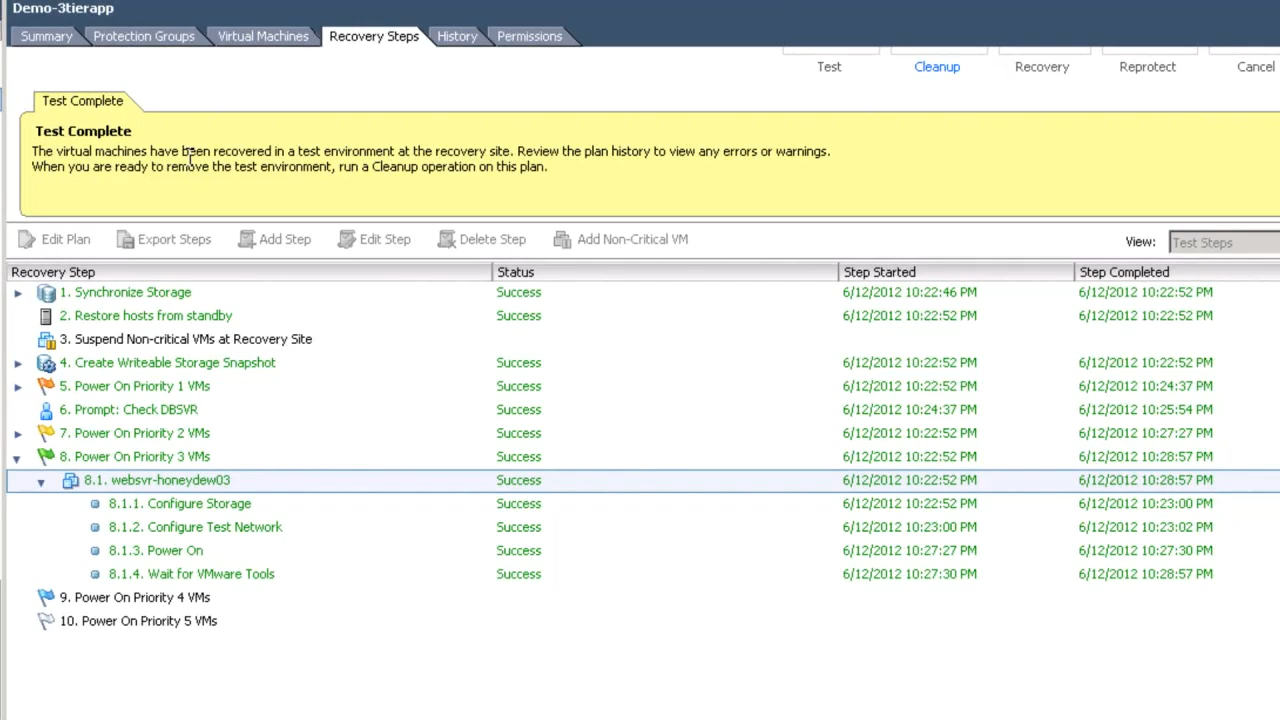 Demo-3tierapp
Summary Protection Groups Virtual Machines Recovery Steps History Permissions
Test Cleanup Recovery Reprotect Cancel
Test Complete
Test Complete
The virtual machines have been recovered in a test environment at the recovery site. Review the plan history to view any errors or warnings.
When you are ready to remove the test environment, run a Cleanup operation on this plan.
Edit Plan Export Steps Add Step Edit Step Delete Step Add Non-Critical VM View: Test Steps
Recovery Step Status Step Started Step Completed
1. Synchronize Storage Success 6/12/2012 10:22:46 PM 6/12/2012 10:22:52 PM
2. Restore hosts from standby Success 6/12/2012 10:22:52 PM 6/12/2012 10:22:52 PM
3. Suspend Non-critical VMs at Recovery Site
4. Create Writeable Storage Snapshot Success 6/12/2012 10:22:52 PM 6/12/2012 10:22:52 PM
5. Power On Priority 1 VMs Success 6/12/2012 10:22:52 PM 6/12/2012 10:24:37 PM
6. Prompt: Check DBSVR Success 6/12/2012 10:24:37 PM 6/12/2012 10:25:54 PM
7. Power On Priority 2 VMs Success 6/12/2012 10:22:52 PM 6/12/2012 10:27:27 PM
8. Power On Priority 3 VMs Success 6/12/2012 10:22:52 PM 6/12/2012 10:28:57 PM
8.1. websvr-honeydew03 Success 6/12/2012 10:22:52 PM 6/12/2012 10:28:57 PM
8.1.1. Configure Storage Success 6/12/2012 10:22:52 PM 6/12/2012 10:23:00 PM
8.1.2. Configure Test Network Success 6/12/2012 10:23:00 PM 6/12/2012 10:23:02 PM
8.1.3. Power On Success 6/12/2012 10:27:27 PM 6/12/2012 10:27:30 PM
8.1.4. Wait for VMware Tools Success 6/12/2012 10:27:30 PM 6/12/2012 10:28:57 PM
9. Power On Priority 4 VMs
10. Power On Priority 5 VMs